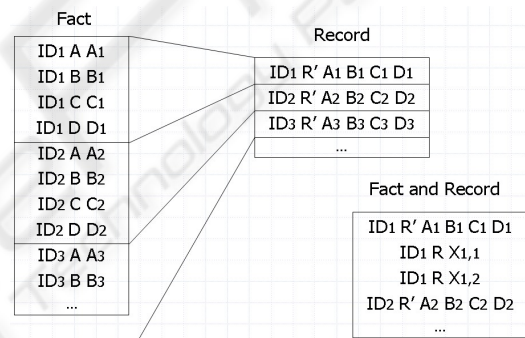 Fact
ID1 A A1
ID1 B B1
ID1 C C1
ID1 D D1
ID2 A A2
ID2 B B2
ID2 C C2
ID2 D D2
ID3 A A3
ID3 B B3
...
Record
ID1 R′ A1 B1 C1 D1
ID2 R′ A2 B2 C2 D2
ID3 R′ A3 B3 C3 D3
...
Fact and Record
ID1 R′ A1 B1 C1 D1
ID1 R X1,1
ID1 R X1,2
ID2 R′ A2 B2 C2 D2
...